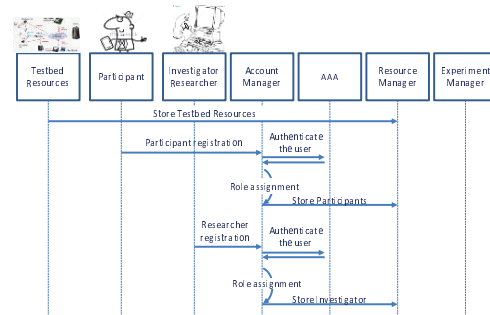 Testbed
Resources
Participant
Investigator
Researcher
Account
Manager
AAA
Resource
Manager
Experiment
Manager
Store Testbed Resources
Participant registration
Authenticate
the user
Role assignment
Store Participants
Researcher
registration
Authenticate
the user
Role assignment
Store Investigator